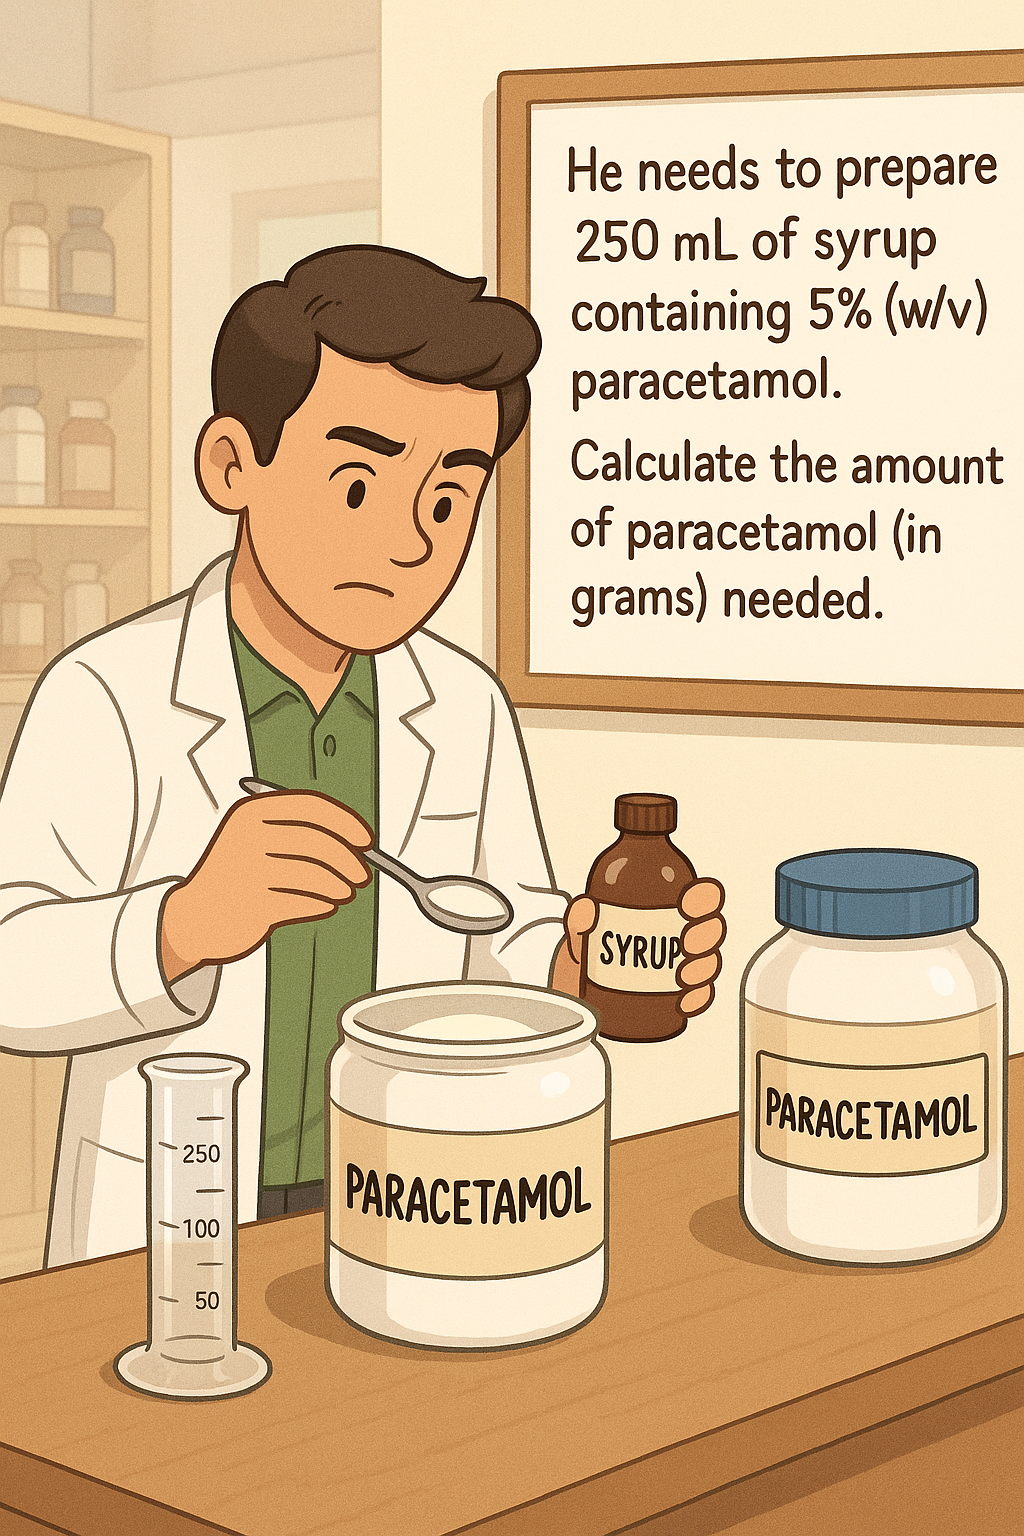 He needs to prepare
250 mL of syrup
containing 5% (w/v)
paracetamol.
Calculate the amount
of paracetamol (in
grams) needed.
SYRUP
PARACETAMOL
PARACETAMOL
250
100
50